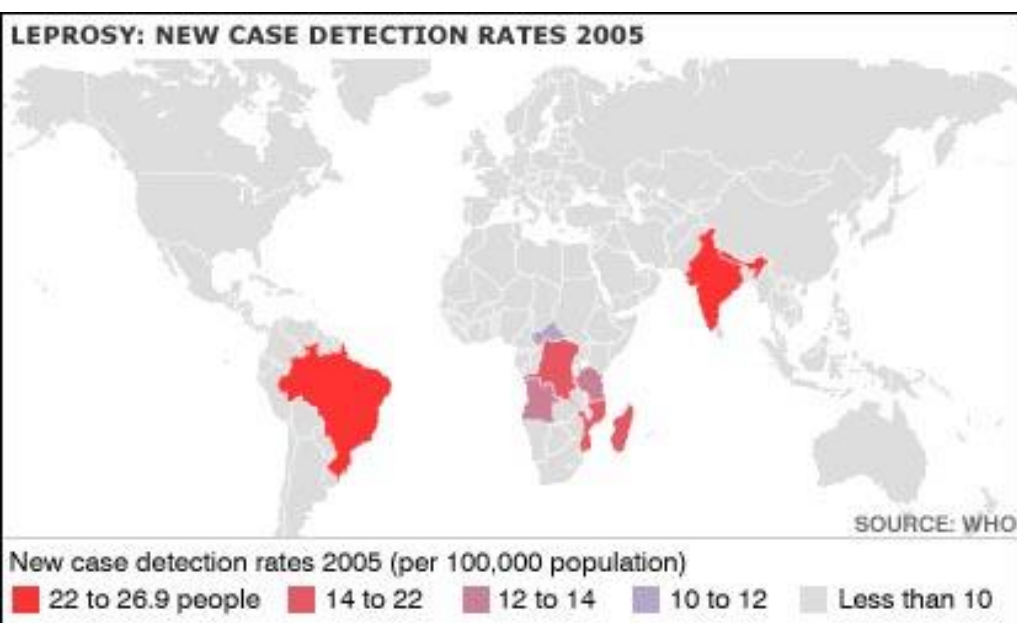 LEPROSY: NEW CASE DETECTION RATES 2005
SOURCE: WHO
New case detection rates 2005 (per 100,000 population)
22 to 26.9 people 14 to 22 12 to 14 10 to 12 Less than 10